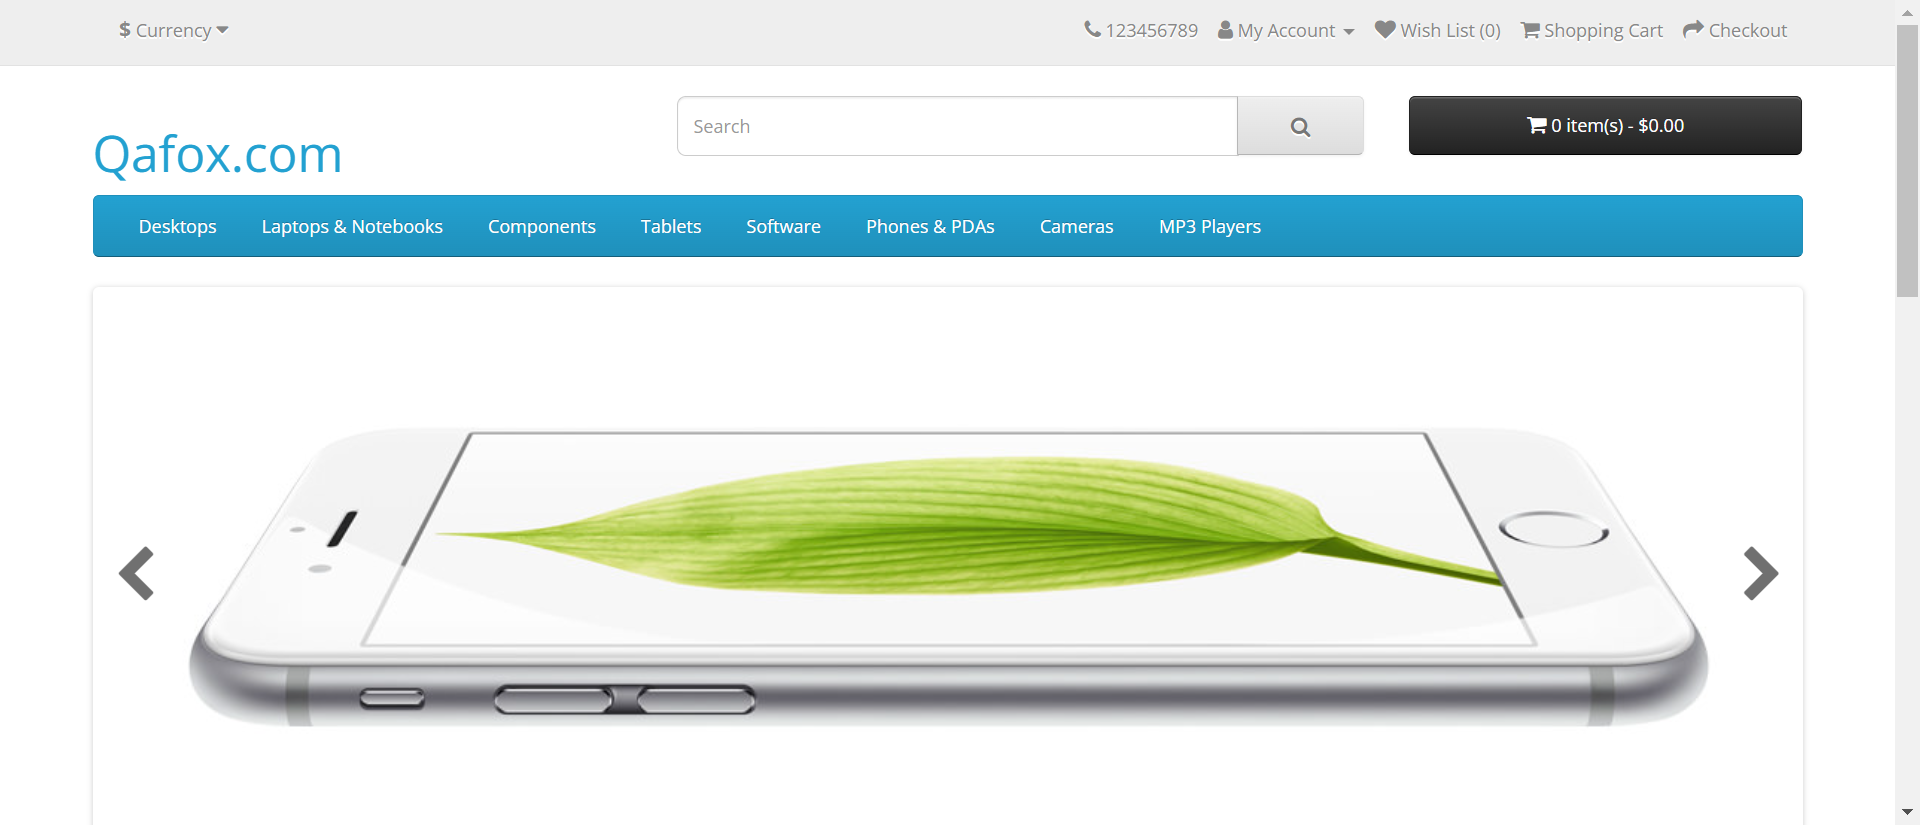 $ Currency
123456789 My Account Wish List (0) Shopping Cart Checkout
Qafox.com
Search
0 item(s) - $0.00
Desktops Laptops & Notebooks Components Tablets Software Phones & PDAs Cameras MP3 Players